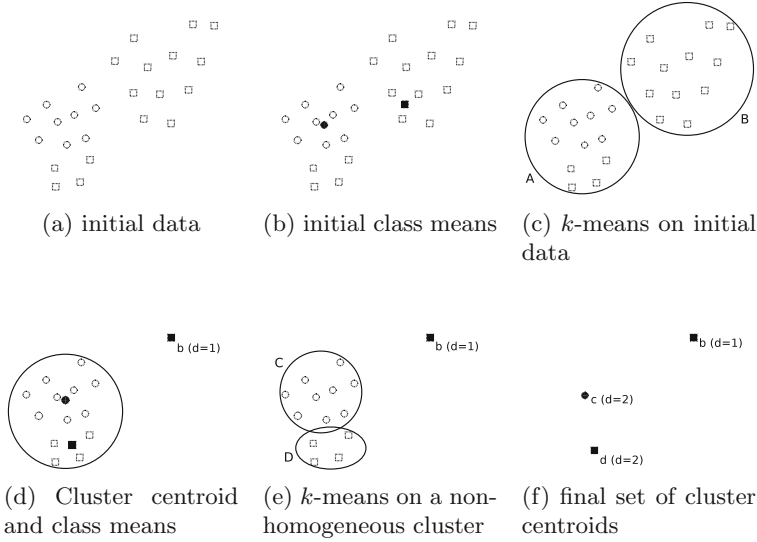 (a) initial data
(b) initial class means
A
B
(c) k-means on initial
data
b (d=1)
(d) Cluster centroid
and class means
b (d=1)
C
D
(e) k-means on a non-
homogeneous cluster
b (d=1)
c (d=2)
d (d=2)
(f) final set of cluster
centroids